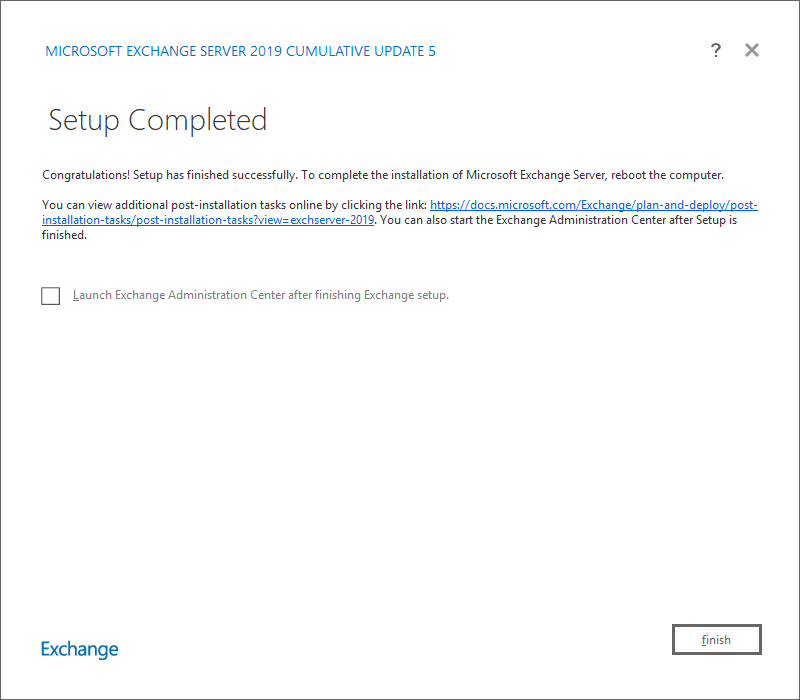 MICROSOFT EXCHANGE SERVER 2019 CUMULATIVE UPDATE 5
?
Setup Completed
Congratulations! Setup has finished successfully. To complete the installation of Microsoft Exchange Server, reboot the computer.
You can view additional post-installation tasks online by clicking the link: https://docs.microsoft.com/Exchange/plan-and-deploy/post-
installation-tasks/post-installation-tasks?view=exchserver-2019. You can also start the Exchange Administration Center after Setup is
finished.
Launch Exchange Administration Center after finishing Exchange setup.
Exchange
finish